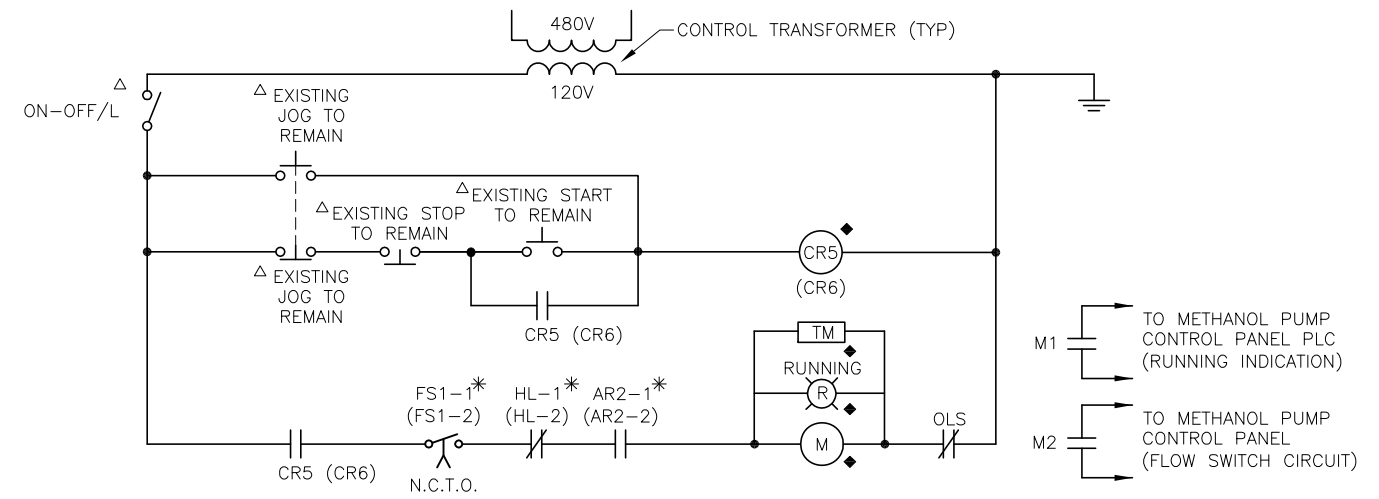 480V
CONTROL TRANSFORMER (TYP)
120V
ON-OFF/L
EXISTING
JOG TO
REMAIN
EXISTING START
TO REMAIN
EXISTING STOP
TO REMAIN
EXISTING
JOG TO
REMAIN
CR5
(CR6)
CR5 (CR6)
TM
RUNNING
R
M
OLS
FS1-1*
(FS1-2)
HL-1*
(HL-2)
AR2-1*
(AR2-2)
CR5 (CR6)
N.C.T.O.
M1
TO METHANOL PUMP
CONTROL PANEL PLC
(RUNNING INDICATION)
M2
TO METHANOL PUMP
CONTROL PANEL
(FLOW SWITCH CIRCUIT)